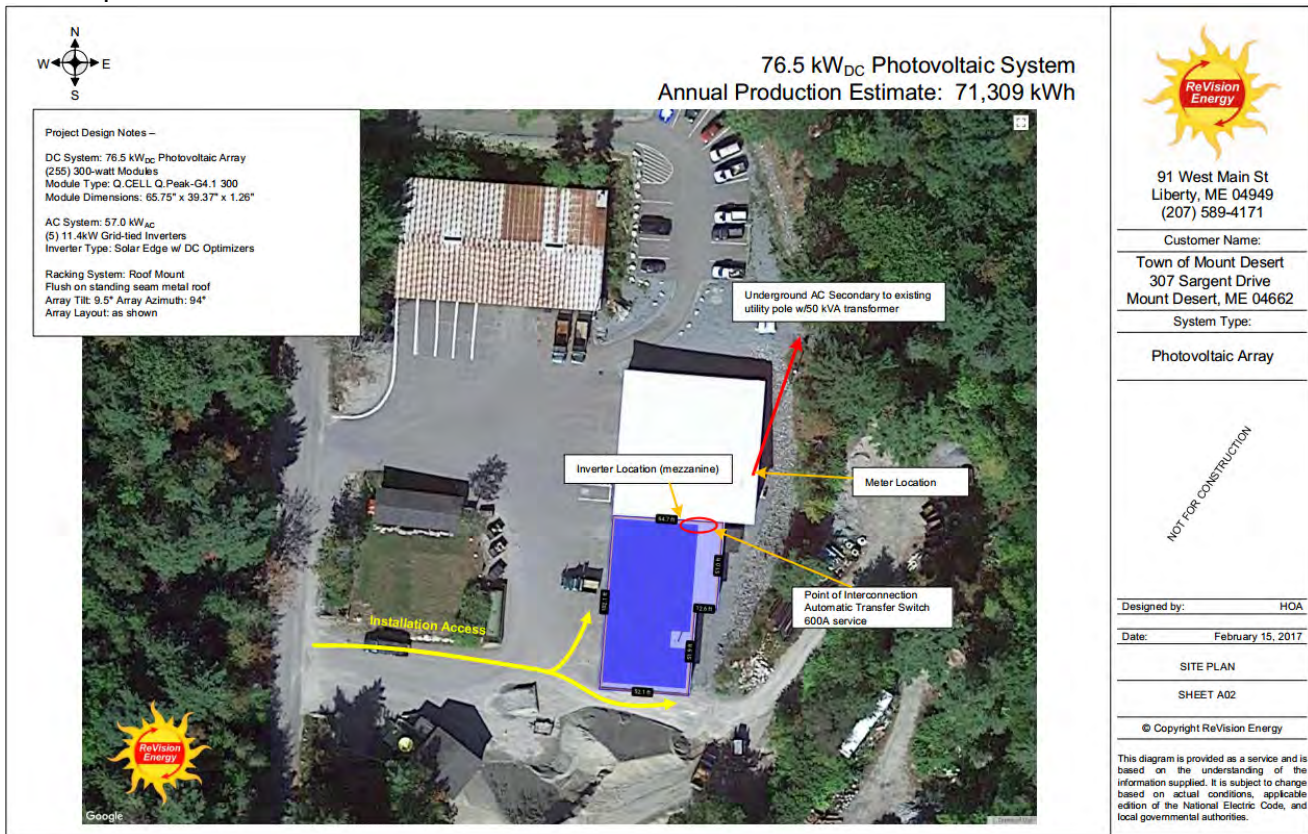 N
W E
S
76.5 kWDC Photovoltaic System
Annual Production Estimate: 71,309 kWh
Project Design Notes –
DC System: 76.5 kWDC Photovoltaic Array
(255) 300-watt Modules
Module Type: Q.CELL Q.Peak-G4.1 300
Module Dimensions: 65.75" x 39.37" x 1.26"
AC System: 57.0 kWAC
(5) 11.4kW Grid-tied Inverters
Inverter Type: Solar Edge w/ DC Optimizers
Racking System: Roof Mount
Flush on standing seam metal roof
Array Tilt: 9.5° Array Azimuth: 94°
Array Layout: as shown
Underground AC Secondary to existing
utility pole w/50 kVA transformer
Inverter Location (mezzanine)
Meter Location
Point of Interconnection
Automatic Transfer Switch
600A service
Installation Access
ReVision
Energy
Google
ReVision
Energy
91 West Main St
Liberty, ME 04949
(207) 589-4171
Customer Name:
Town of Mount Desert
307 Sargent Drive
Mount Desert, ME 04662
System Type:
Photovoltaic Array
NOT FOR CONSTRUCTION
Designed by: HOA
Date: February 15, 2017
SITE PLAN
SHEET A02
© Copyright ReVision Energy
This diagram is provided as a service and is
based on the understanding of the
information supplied. It is subject to change
based on actual conditions, applicable
edition of the National Electric Code, and
local governmental authorities.